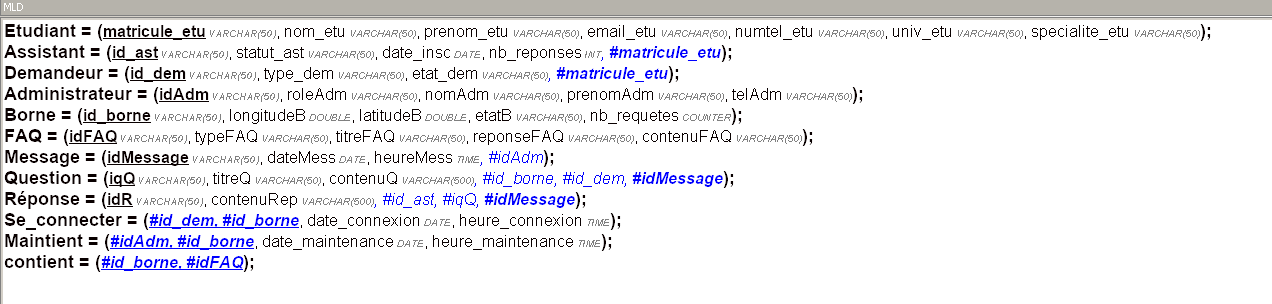 MLD
Etudiant = (matricule_etu VARCHAR(50), nom_etu VARCHAR(50), prenom_etu VARCHAR(50), email_etu VARCHAR(50), numtel_etu VARCHAR(50), univ_etu VARCHAR(50), specialite_etu VARCHAR(50));
Assistant = (id_ast VARCHAR(50), statut_ast VARCHAR(50), date_insc DATE, nb_reponses INT, #matricule_etu);
Demandeur = (id_dem VARCHAR(50), type_dem VARCHAR(50), etat_dem VARCHAR(50), #matricule_etu);
Administrateur = (idAdm VARCHAR(50), roleAdm VARCHAR(50), nomAdm VARCHAR(50), prenomAdm VARCHAR(50), telAdm VARCHAR(50));
Borne = (id_borne VARCHAR(50), longitudeB DOUBLE, latitudeB DOUBLE, etatB VARCHAR(50), nb_requetes COUNTER);
FAQ = (idFAQ VARCHAR(50), typeFAQ VARCHAR(50), titreFAQ VARCHAR(50), reponseFAQ VARCHAR(50), contenuFAQ VARCHAR(50));
Message = (idMessage VARCHAR(50), dateMess DATE, heureMess TIME, #idAdm);
Question = (iqQ VARCHAR(50), titreQ VARCHAR(50), contenuQ VARCHAR(500), #id_borne, #id_dem, #idMessage);
Réponse = (idR VARCHAR(50), contenuRep VARCHAR(500), #id_ast, #iqQ, #idMessage);
Se_connecter = (#id_dem, #id_borne, date_connexion DATE, heure_connexion TIME);
Maintient = (#idAdm, #id_borne, date_maintenance DATE, heure_maintenance TIME);
contient = (#id_borne, #idFAQ);